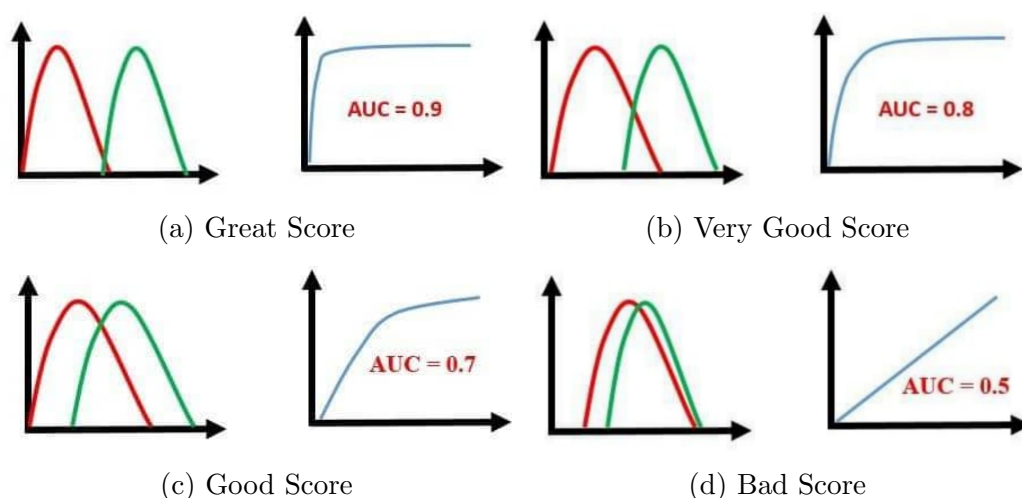 AUC = 0.9
AUC = 0.8
(a) Great Score
(b) Very Good Score
AUC = 0.7
AUC = 0.5
(c) Good Score
(d) Bad Score